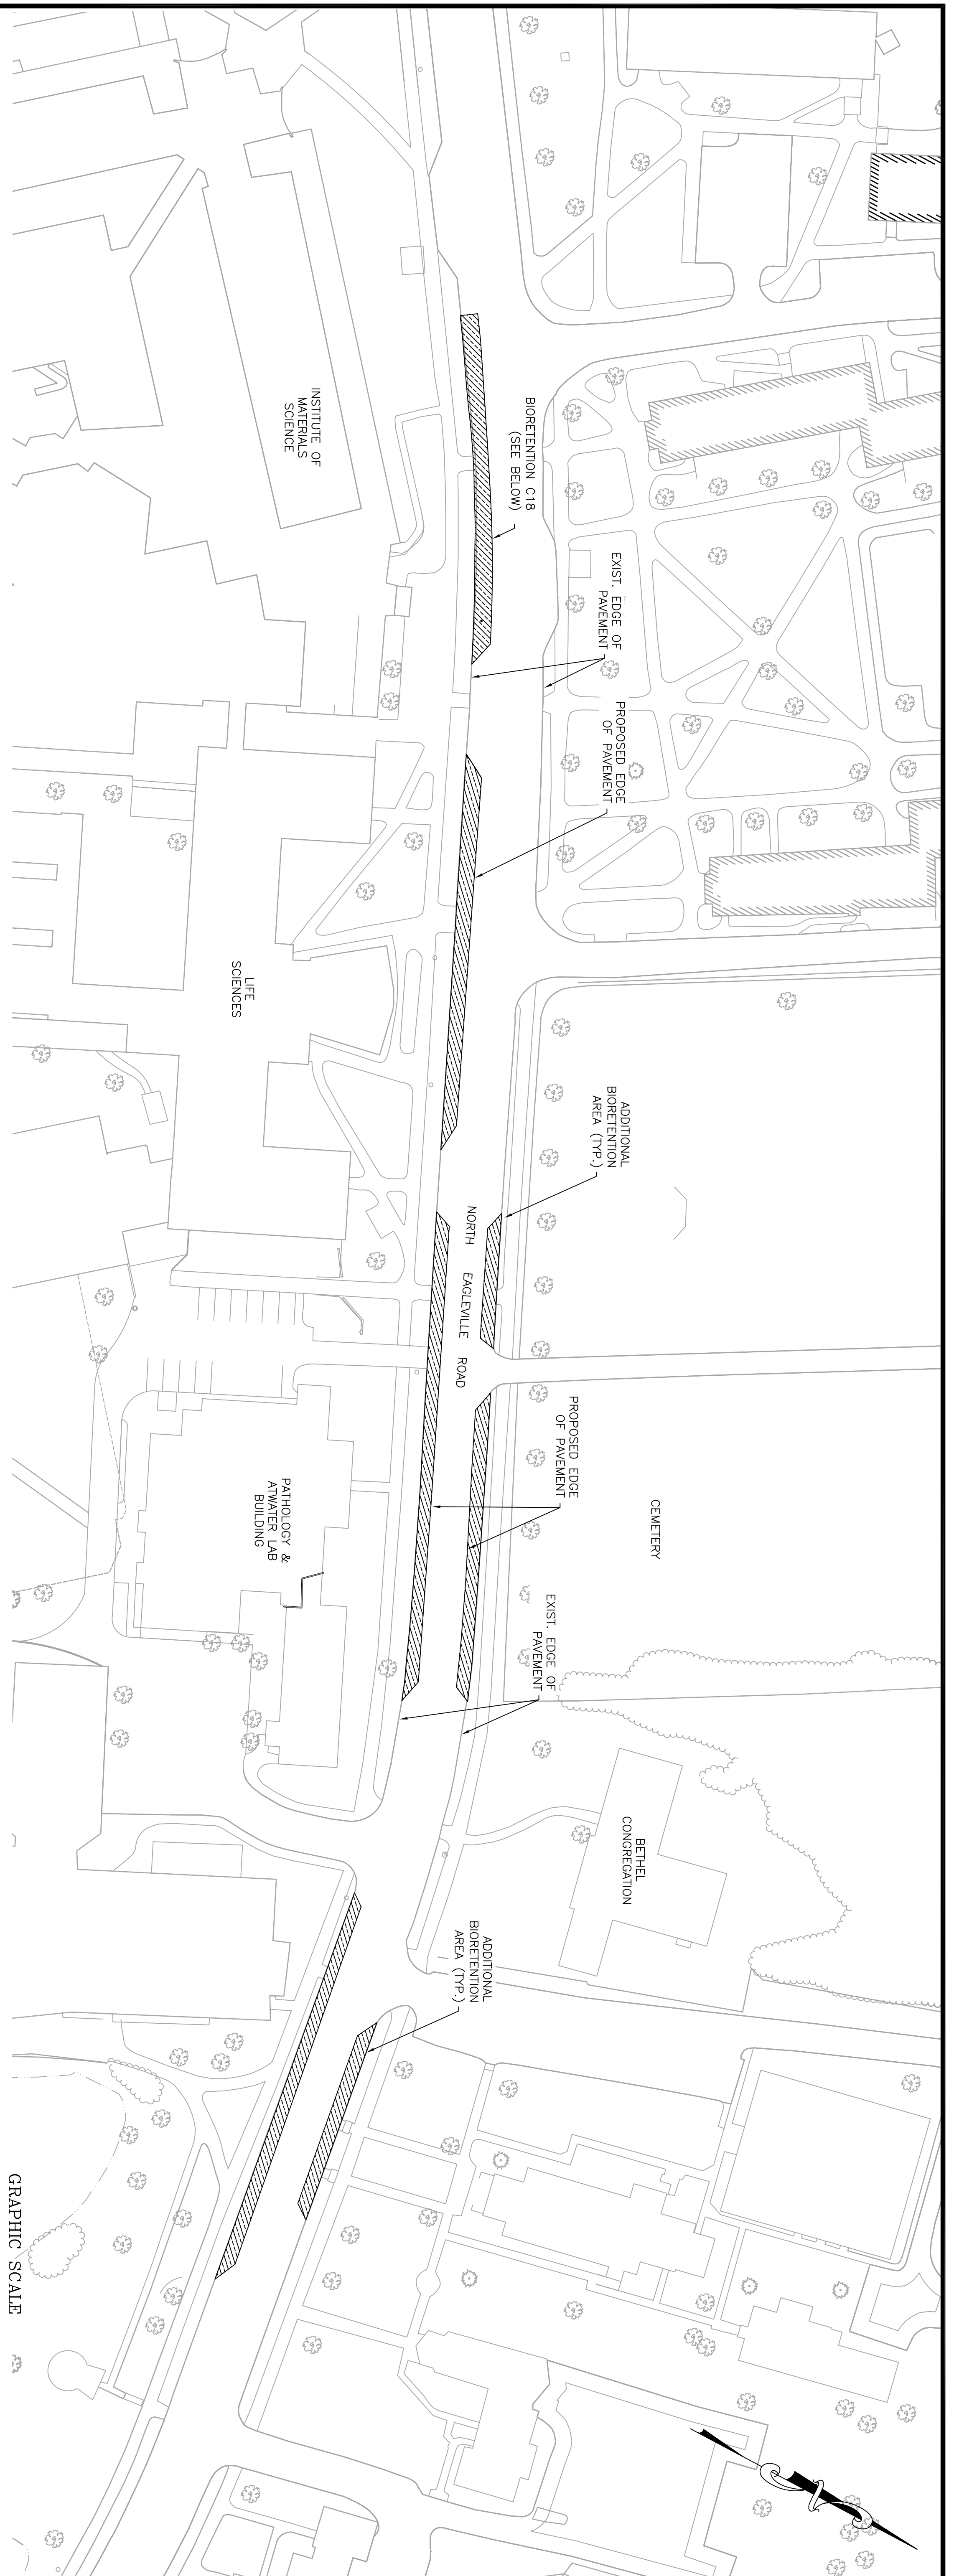 INSTITUTE OF
MATERIALS
SCIENCE
BIORETENTION C18
(SEE BELOW)
EXIST. EDGE OF
PAVEMENT
PROPOSED EDGE
OF PAVEMENT
LIFE
SCIENCES
ADDITIONAL
BIORETENTION
AREA (TYP.)
NORTH EAGLEVILLE ROAD
PROPOSED EDGE
OF PAVEMENT
CEMETERY
PATHOLOGY &
ATWATER LAB
BUILDING
EXIST. EDGE OF
PAVEMENT
BETHEL
CONGREGATION
ADDITIONAL
BIORETENTION
AREA (TYP.)
GRAPHIC SCALE
N